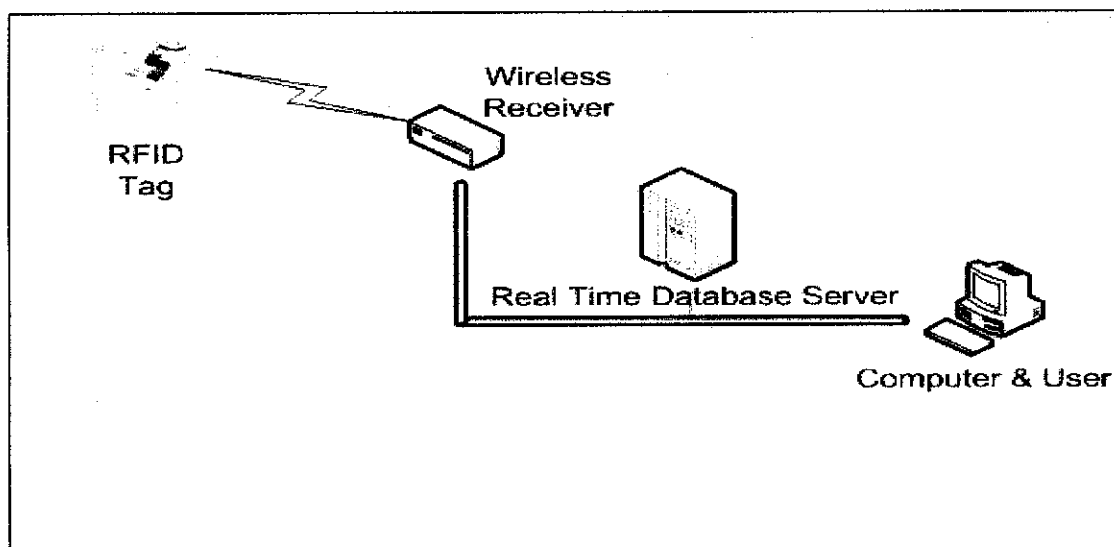 Wireless
Receiver
RFID
Tag
Real Time Database Server
Computer & User